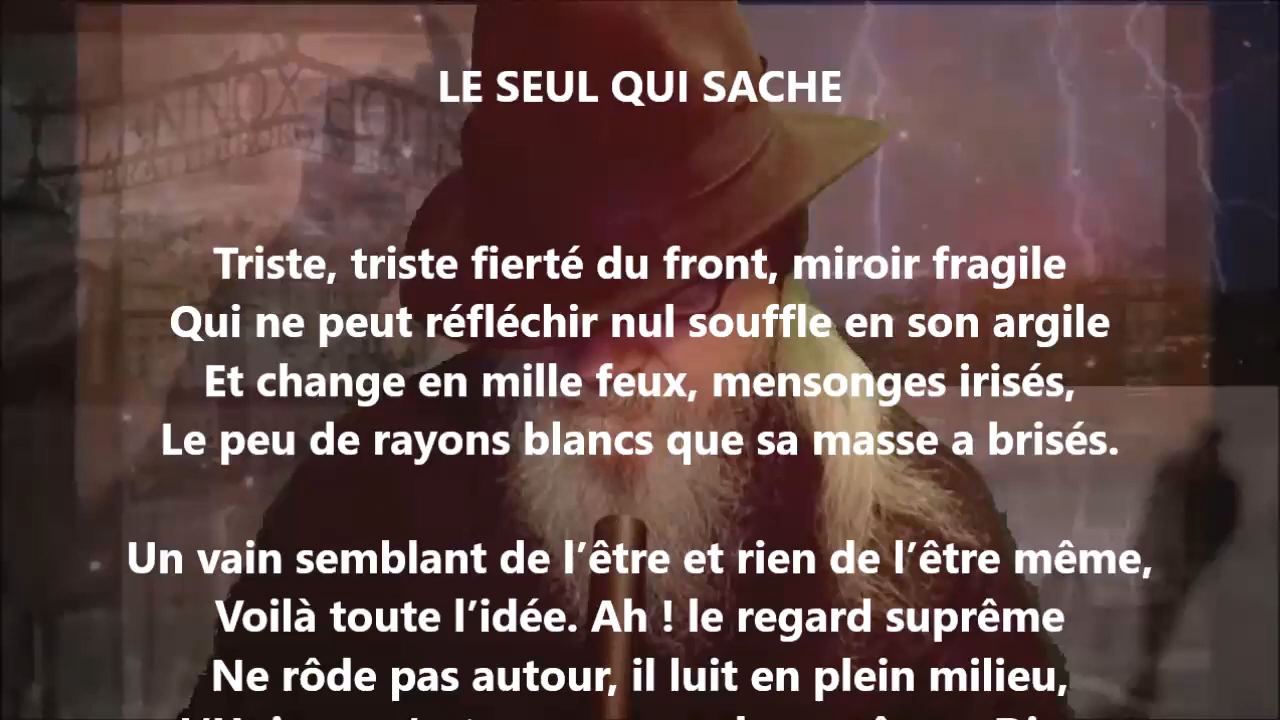 LE SEUL QUI SACHE
Triste, triste fierté du front, miroir fragile
Qui ne peut réfléchir nul souffle en son argile
Et change en mille feux, mensonges irisés,
Le peu de rayons blancs que sa masse a brisés.
Un vain semblant de l’être et rien de l’être même,
Voilà toute l’idée. Ah ! le regard suprême
Ne rôde pas autour, il luit en plein milieu,